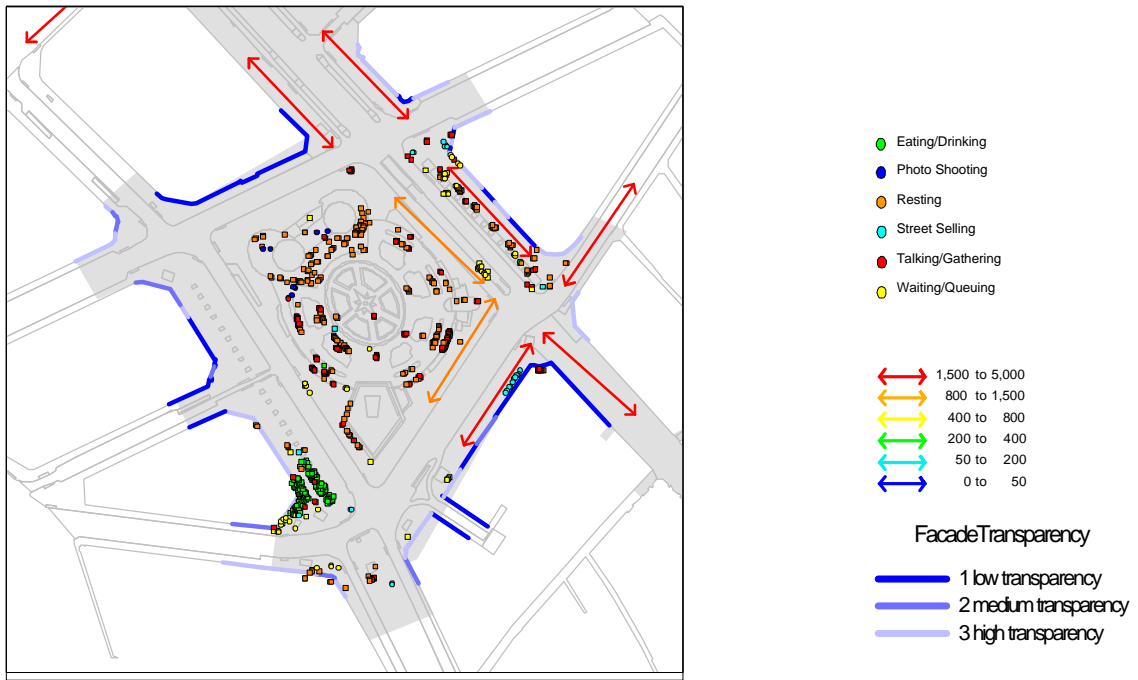 Eating/Drinking
Photo Shooting
Resting
Street Selling
Talking/Gathering
Waiting/Queuing
1,500 to 5,000
800 to 1,500
400 to 800
200 to 400
50 to 200
0 to 50
FacadeTransparency
1 low transparency
2 medium transparency
3 high transparency